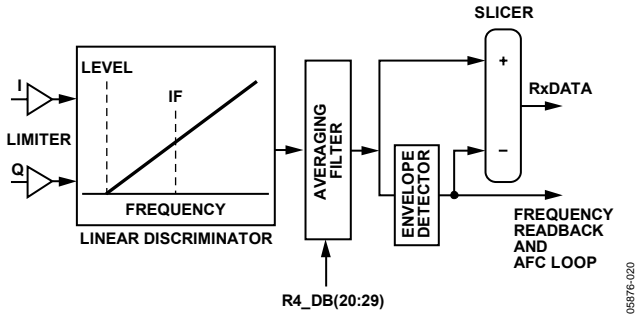 SLICER
LEVEL
I
IF
+
RxDATA
LIMITER
Q
AVERAGING
FILTER
–
ENVELOPE
DETECTOR
FREQUENCY
LINEAR DISCRIMINATOR
FREQUENCY
READBACK
AND
AFC LOOP
R4_DB(20:29)
05876-020